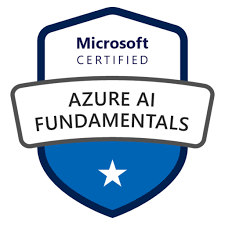 Microsoft
CERTIFIED
AZURE AI
FUNDAMENTALS